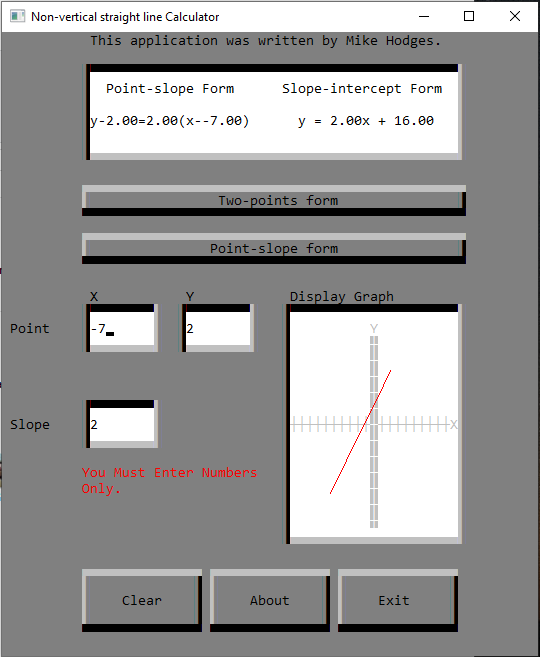 Non-vertical straight line Calculator
This application was written by Mike Hodges.
Point-slope Form Slope-intercept Form
y-2.00=2.00(x--7.00) y = 2.00x + 16.00
Two-points form
Point-slope form
X Y Display Graph
Point -7 2
Y
X
Slope 2
You Must Enter Numbers
Only.
Clear About Exit